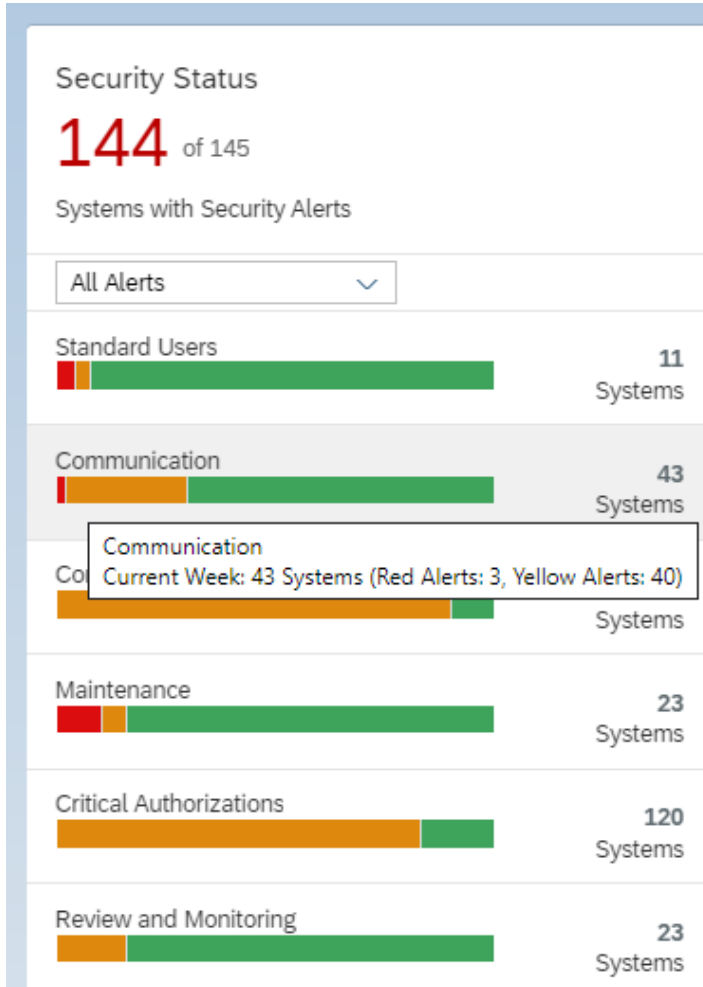 Security Status
144 of 145
Systems with Security Alerts
All Alerts
Standard Users
11
Systems
Communication
43
Systems
Communication
Current Week: 43 Systems (Red Alerts: 3, Yellow Alerts: 40)
Systems
Maintenance
23
Systems
Critical Authorizations
120
Systems
Review and Monitoring
23
Systems